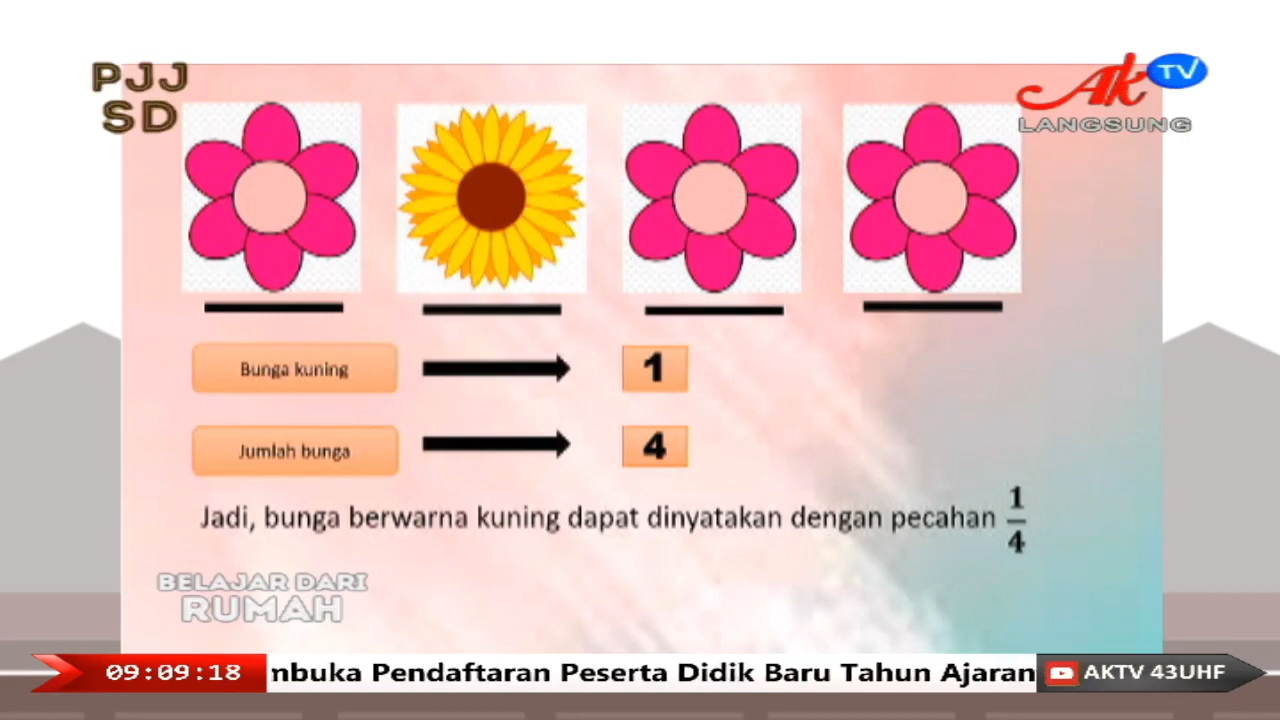 PJJ
SD
Ak TV
LANGSUNG
Bunga kuning
1
Jumlah bunga
4
Jadi, bunga berwarna kuning dapat dinyatakan dengan pecahan 1/4
BELAJAR DARI
RUMAH
09:09:18
mbuka Pendaftaran Peserta Didik Baru Tahun Ajaran
AKTV 43UHF